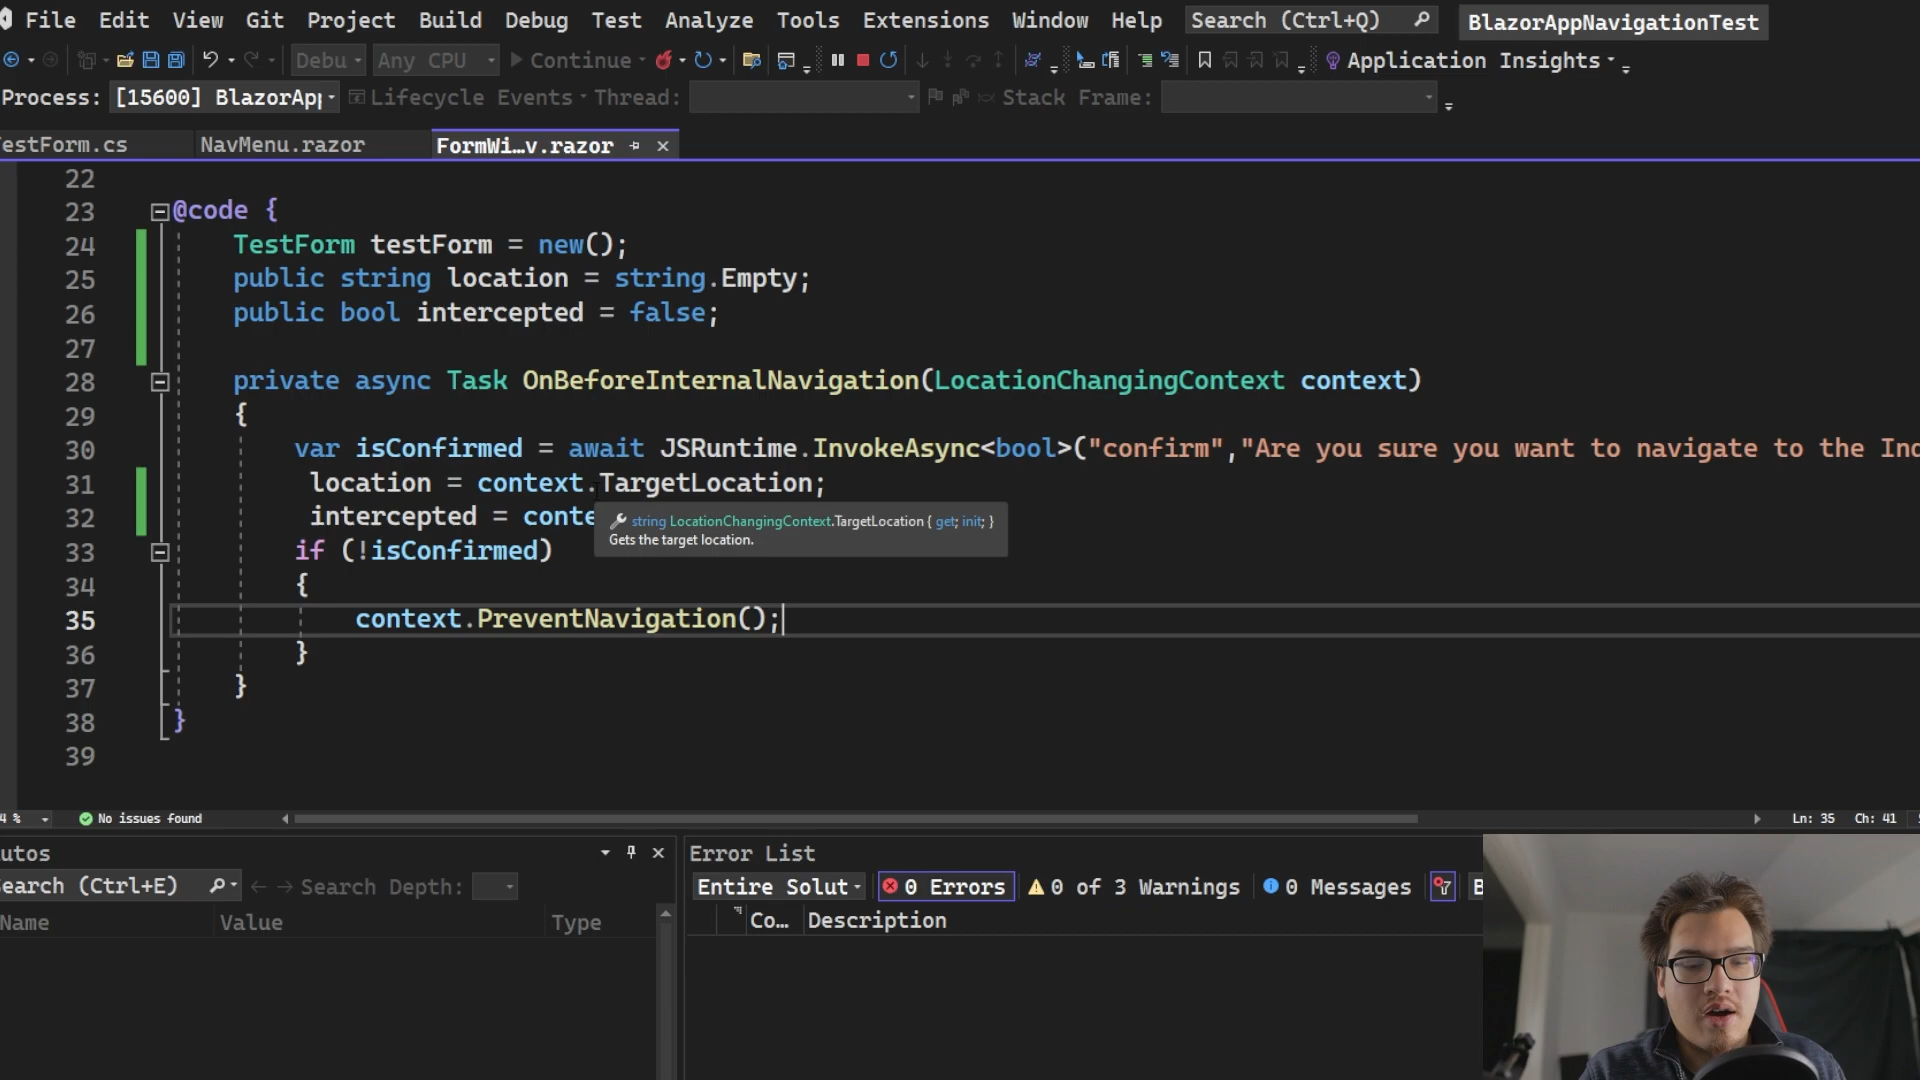 File Edit View Git Project Build Debug Test Analyze Tools Extensions Window Help Search (Ctrl+Q) BlazorAppNavigationTest
Debu Any CPU Continue Application Insights
Process: [15600] BlazorApp Lifecycle Events Thread: Stack Frame:
estForm.cs NavMenu.razor FormWi…v.razor
22
23 @code {
24 TestForm testForm = new();
25 public string location = string.Empty;
26 public bool intercepted = false;
27
28 private async Task OnBeforeInternalNavigation(LocationChangingContext context)
29 {
30 var isConfirmed = await JSRuntime.InvokeAsync<bool>("confirm","Are you sure you want to navigate to the Ind
31 location = context.TargetLocation;
32 intercepted = conte
string LocationChangingContext.TargetLocation { get; init; }
Gets the target location.
33 if (!isConfirmed)
34 {
35 context.PreventNavigation();
36 }
37 }
38 }
39
4 % No issues found Ln: 35 Ch: 41
utos
earch (Ctrl+E) Search Depth:
Name Value Type
Error List
Entire Solut 0 Errors 0 of 3 Warnings 0 Messages B
Co… Description